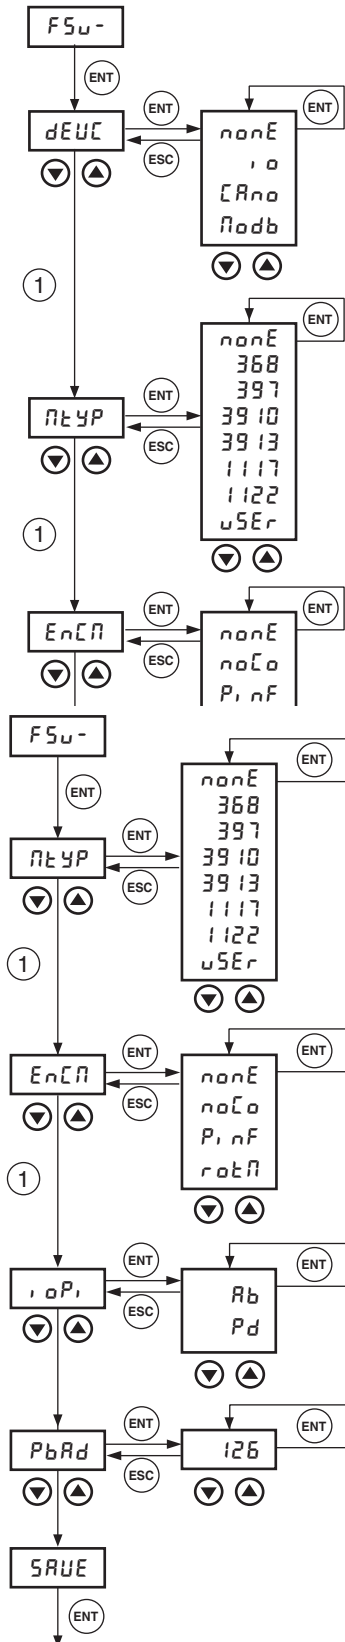 FSu-
ENT
dEUC
ENT
ESC
ENT
nonE
io
CAno
Modb
1
MtYP
ENT
ESC
ENT
nonE
368
397
3910
3913
1117
1122
uSEr
1
EnCM
ENT
ESC
ENT
nonE
noCo
PinF
FSu-
ENT
MtYP
ENT
ESC
ENT
nonE
368
397
3910
3913
1117
1122
uSEr
1
EnCM
ENT
ESC
ENT
nonE
noCo
PinF
rotM
1
ioPi
ENT
ESC
ENT
Ab
Pd
PbAd
ENT
ESC
ENT
126
SAUE
ENT